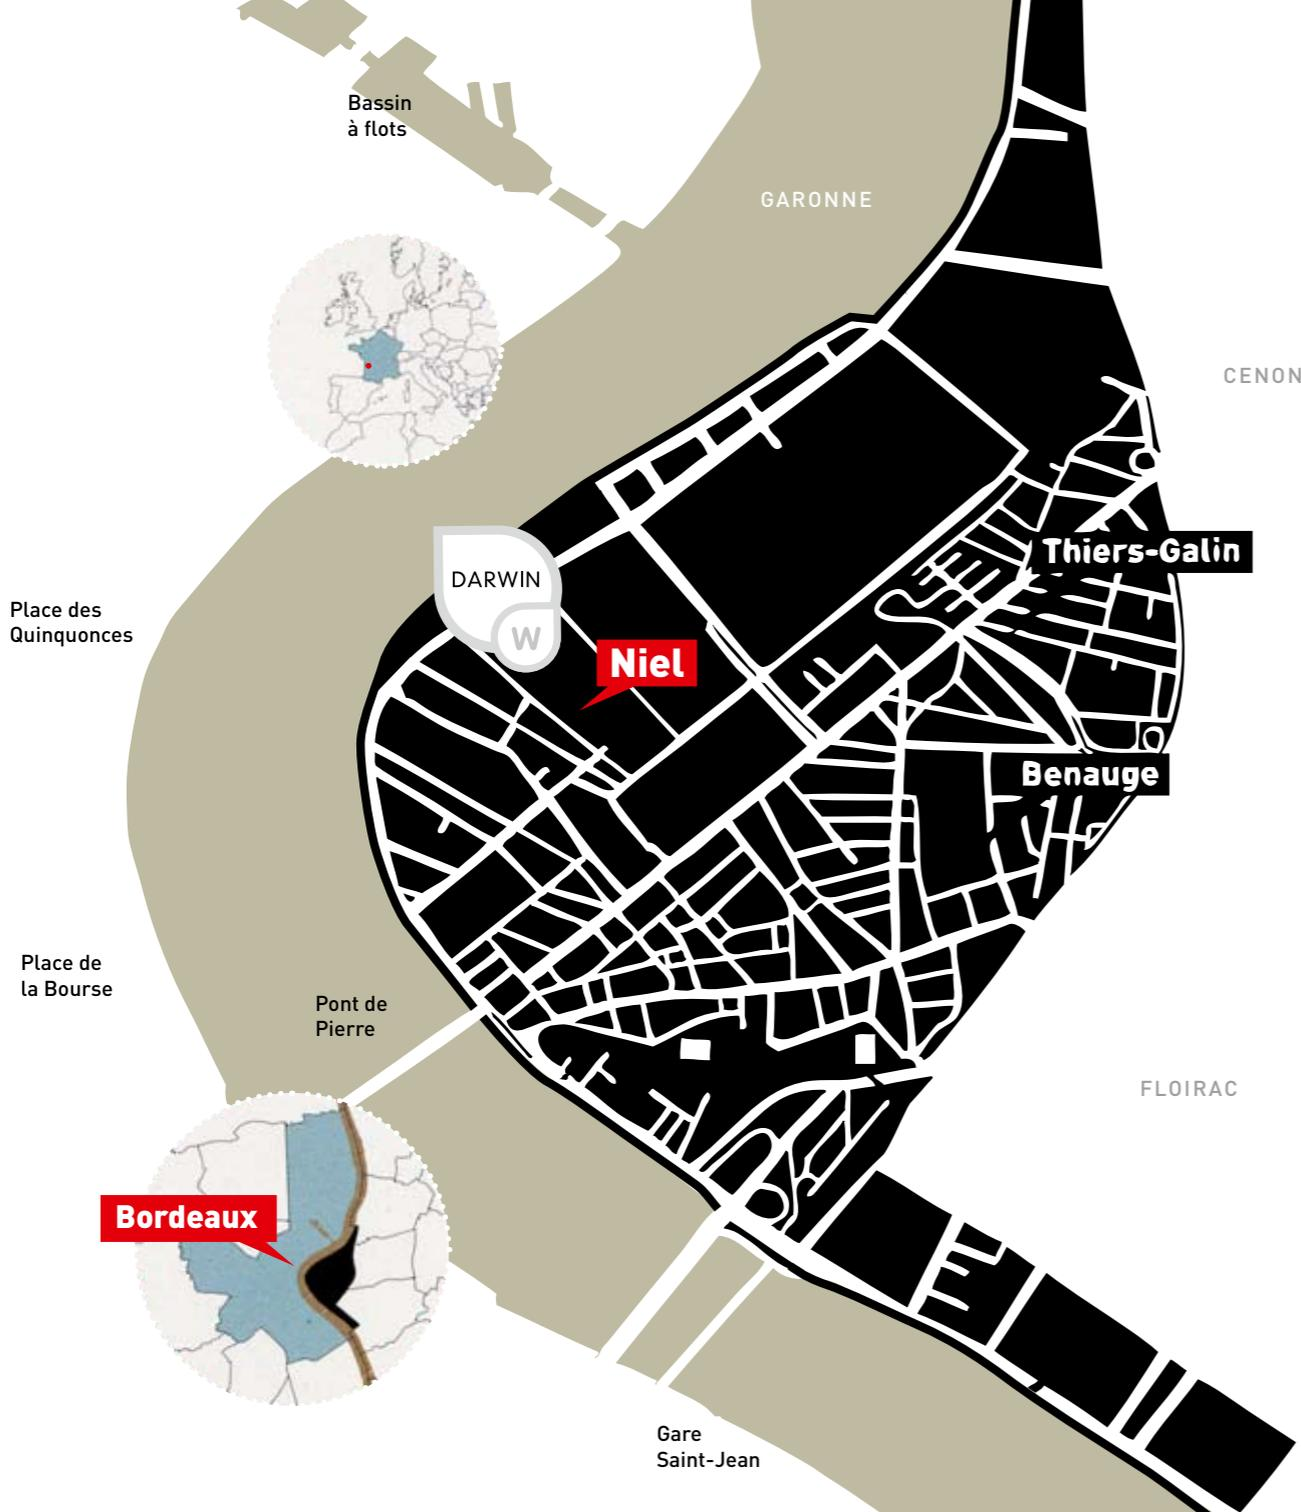 Bassin
à flots
GARONNE
CENON
Thiers-Galin
DARWIN
W
Place des
Quinquonces
Niel
Benauge
Place de
la Bourse
Pont de
Pierre
FLOIRAC
Bordeaux
Gare
Saint-Jean